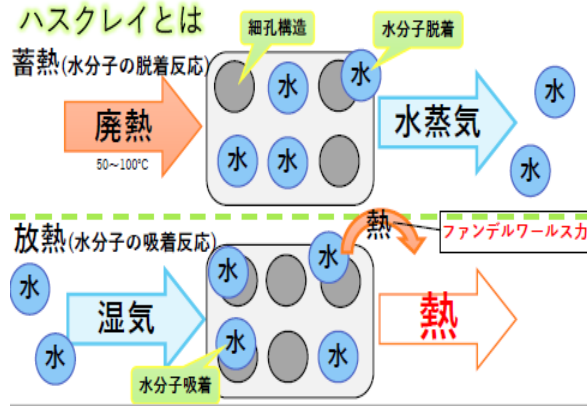 ハスクレイとは
細孔構造
水分子脱着
蓄熱(水分子の脱着反応)
廃熱
50～100℃
水
水
水
水
水蒸気
水
水
放熱(水分子の吸着反応)
熱
ファンデルワールス力
水
水
湿気
水
水
水
水
熱
水分子吸着